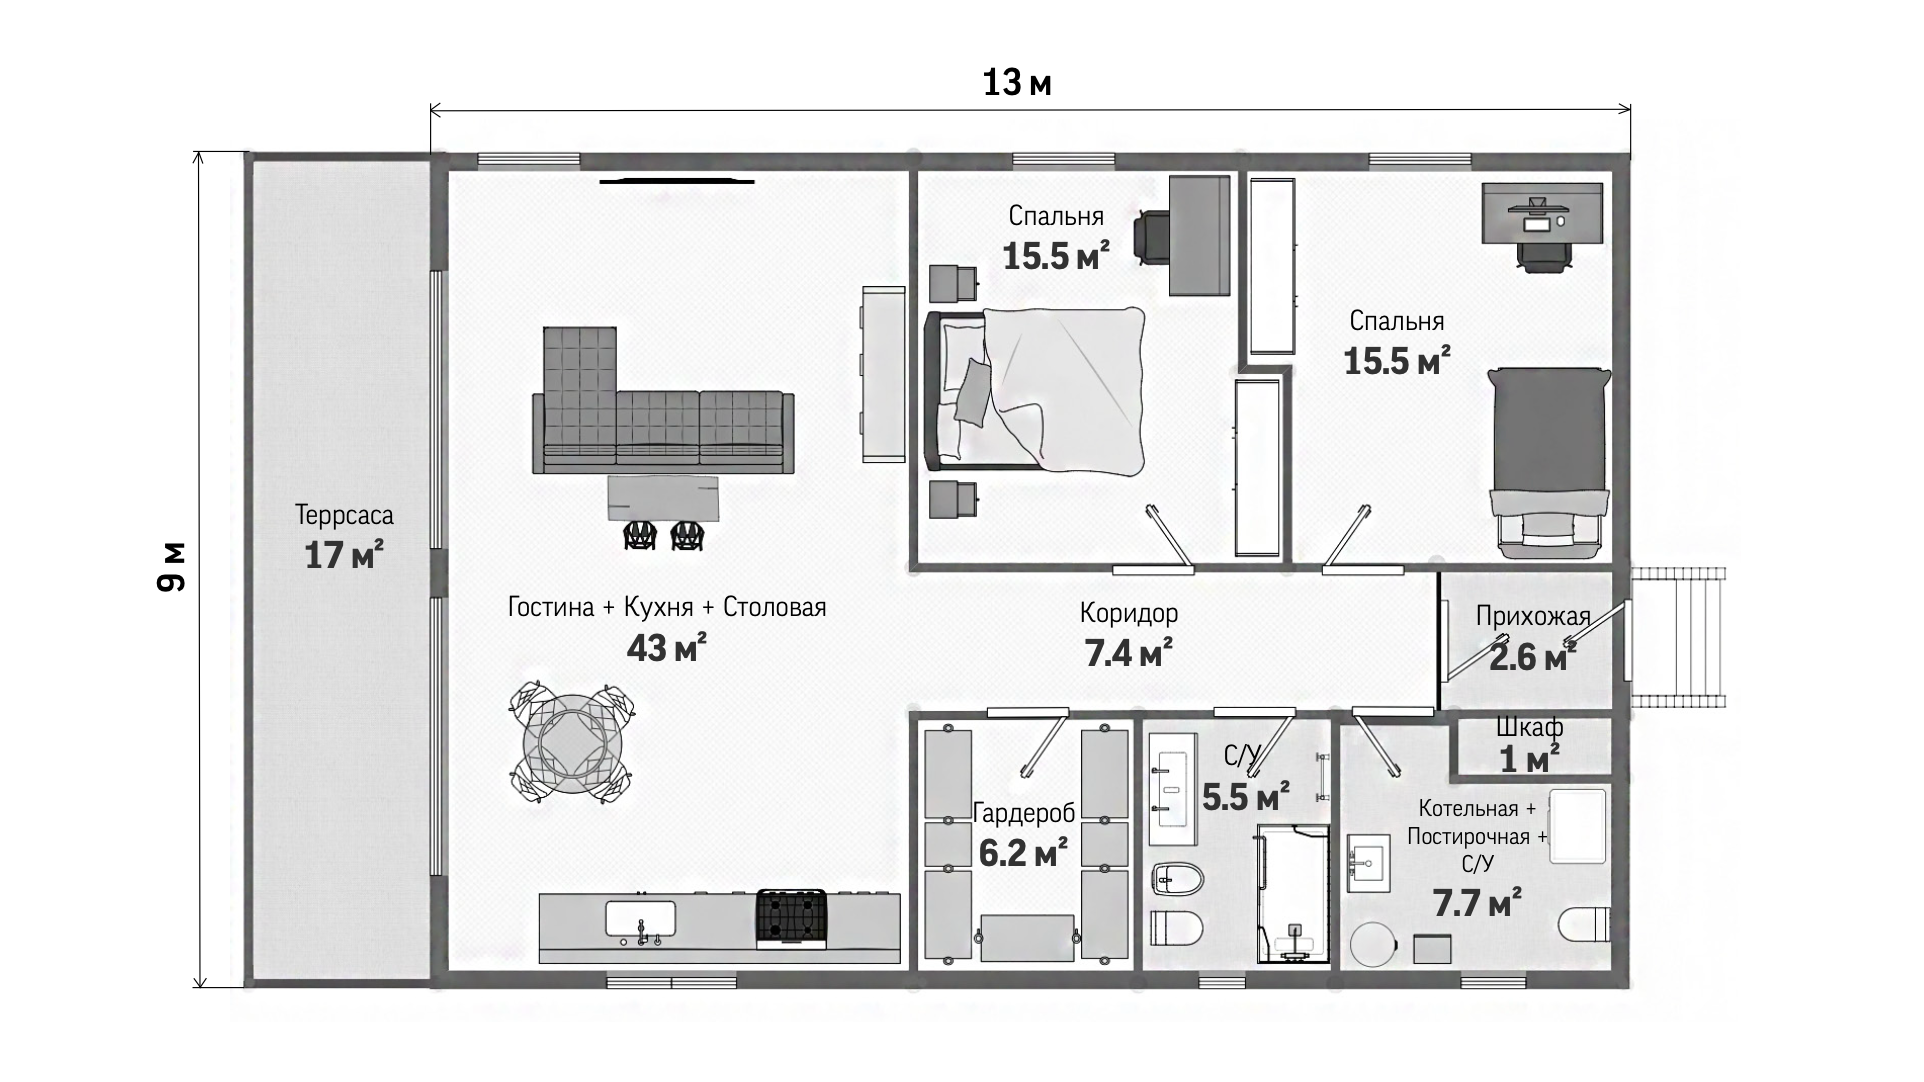 13 м
9 м
Террсаса
17 м²
Гостина + Кухня + Столовая
43 м²
Спальня
15.5 м²
Спальня
15.5 м²
Коридор
7.4 м²
Прихожая
2.6 м²
Шкаф
1 м²
Гардероб
6.2 м²
С/У
5.5 м²
Котельная +
Постирочная +
С/У
7.7 м²